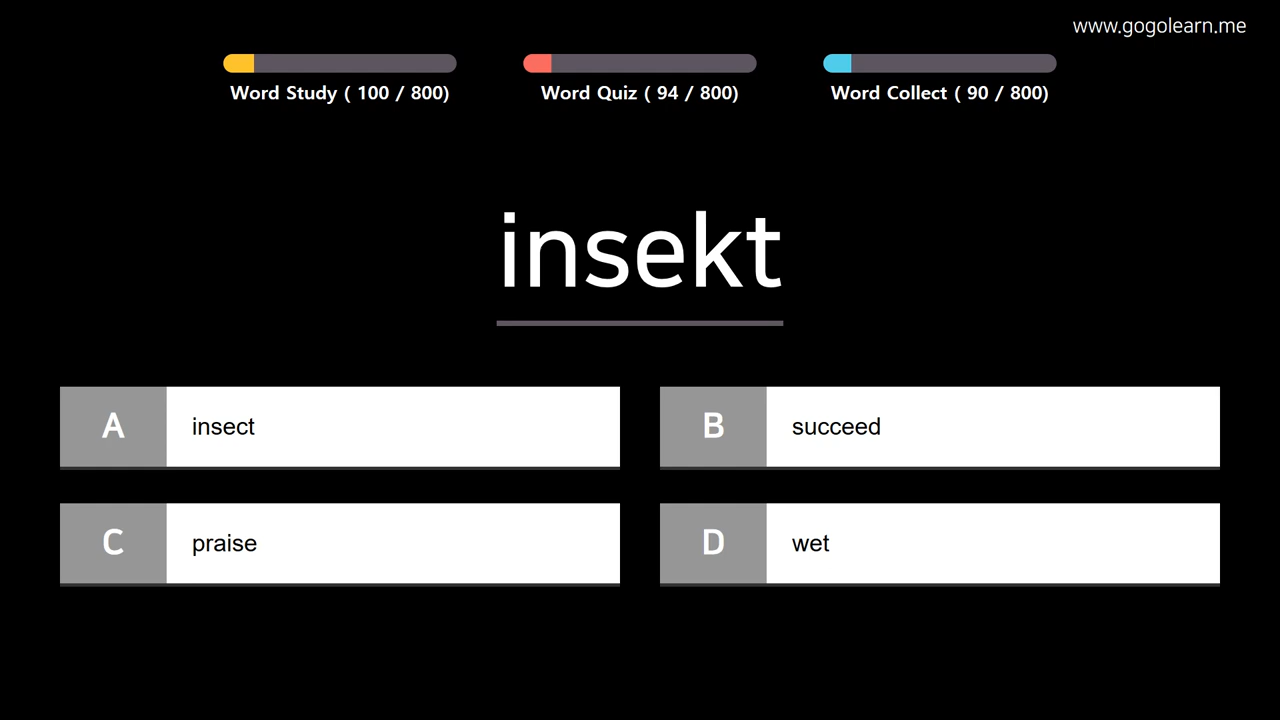 www.gogolearn.me
Word Study ( 100 / 800)
Word Quiz ( 94 / 800)
Word Collect ( 90 / 800)
insekt
A insect
B succeed
C praise
D wet